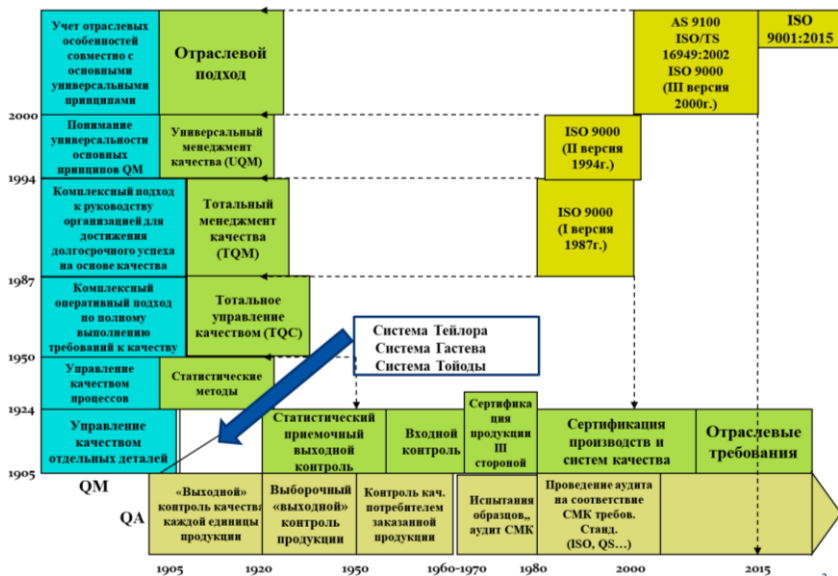 Учет отраслевых
особенностей
совместно с
основными
универсальными
принципами
Отраслевой
подход
AS 9100
ISO/TS
16949:2002
ISO 9000
(III версия
2000г.)
ISO
9001:2015
2000
Понимание
универсальности
основных
принципов QM
Универсальный
менеджмент
качества (UQM)
ISO 9000
(II версия
1994г.)
1994
Комплексный подход
к руководству
организацией для
достижения
долгосрочного успеха
на основе качества
Тотальный
менеджмент
качества
(TQM)
ISO 9000
(I версия
1987г.)
1987
Комплексный
оперативный подход
по полному
выполнению
требований к качеству
Тотальное
управление
качеством (TQC)
Система Тейлора
Система Гастева
Система Тойоды
1950
Управление
качеством
процессов
Статистические
методы
1924
Управление
качеством
отдельных деталей
Статистический
приемочный
выходной
контроль
Входной
контроль
Сертифика
ция
продукции
III
стороной
Сертификация
производств и
систем качества
Отраслевые
требования
1905
QM
QA
«Выходной»
контроль качества
каждой единицы
продукции
Выборочный
«выходной»
контроль
продукции
Контроль кач.
потребителем
заказанной
продукции
Испытания
образцов,,
аудит СМК
Проведение аудита
на соответствие
СМК требов.
Станд.
(ISO, QS…)
1905
1920
1950
1960-1970
1980
2000
2015